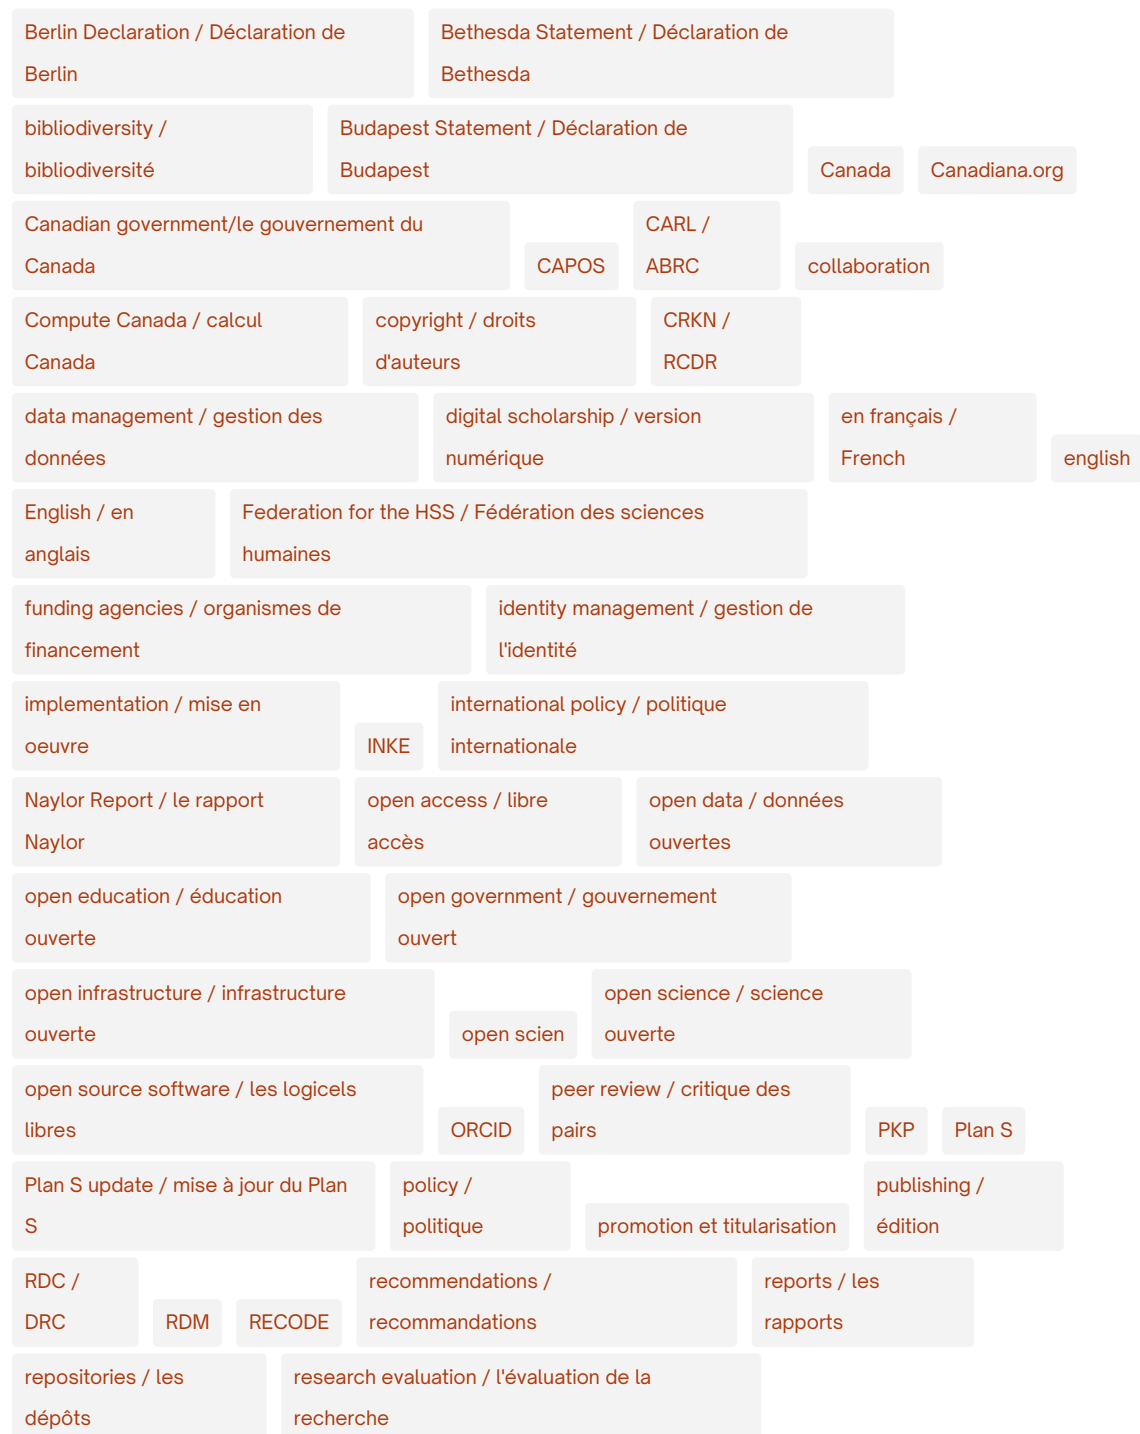 Berlin Declaration / Déclaration de
Berlin
Bethesda Statement / Déclaration de
Bethesda
bibliodiversity /
bibliodiversité
Budapest Statement / Déclaration de
Budapest
Canada
Canadiana.org
Canadian government/le gouvernement du
Canada
CAPOS
CARL /
ABRC
collaboration
Compute Canada / calcul
Canada
copyright / droits
d'auteurs
CRKN /
RCDR
data management / gestion des
données
digital scholarship / version
numérique
en français /
French
english
English / en
anglais
Federation for the HSS / Fédération des sciences
humaines
funding agencies / organismes de
financement
identity management / gestion de
l'identité
implementation / mise en
oeuvre
INKE
international policy / politique
internationale
Naylor Report / le rapport
Naylor
open access / libre
accès
open data / données
ouvertes
open education / éducation
ouverte
open government / gouvernement
ouvert
open infrastructure / infrastructure
ouverte
open scien
open science / science
ouverte
open source software / les logicels
libres
ORCID
peer review / critique des
pairs
PKP
Plan S
Plan S update / mise à jour du Plan
S
policy /
politique
promotion et titularisation
publishing /
édition
RDC /
DRC
RDM
RECODE
recommendations /
recommandations
reports / les
rapports
repositories / les
dépôts
research evaluation / l'évaluation de la
recherche